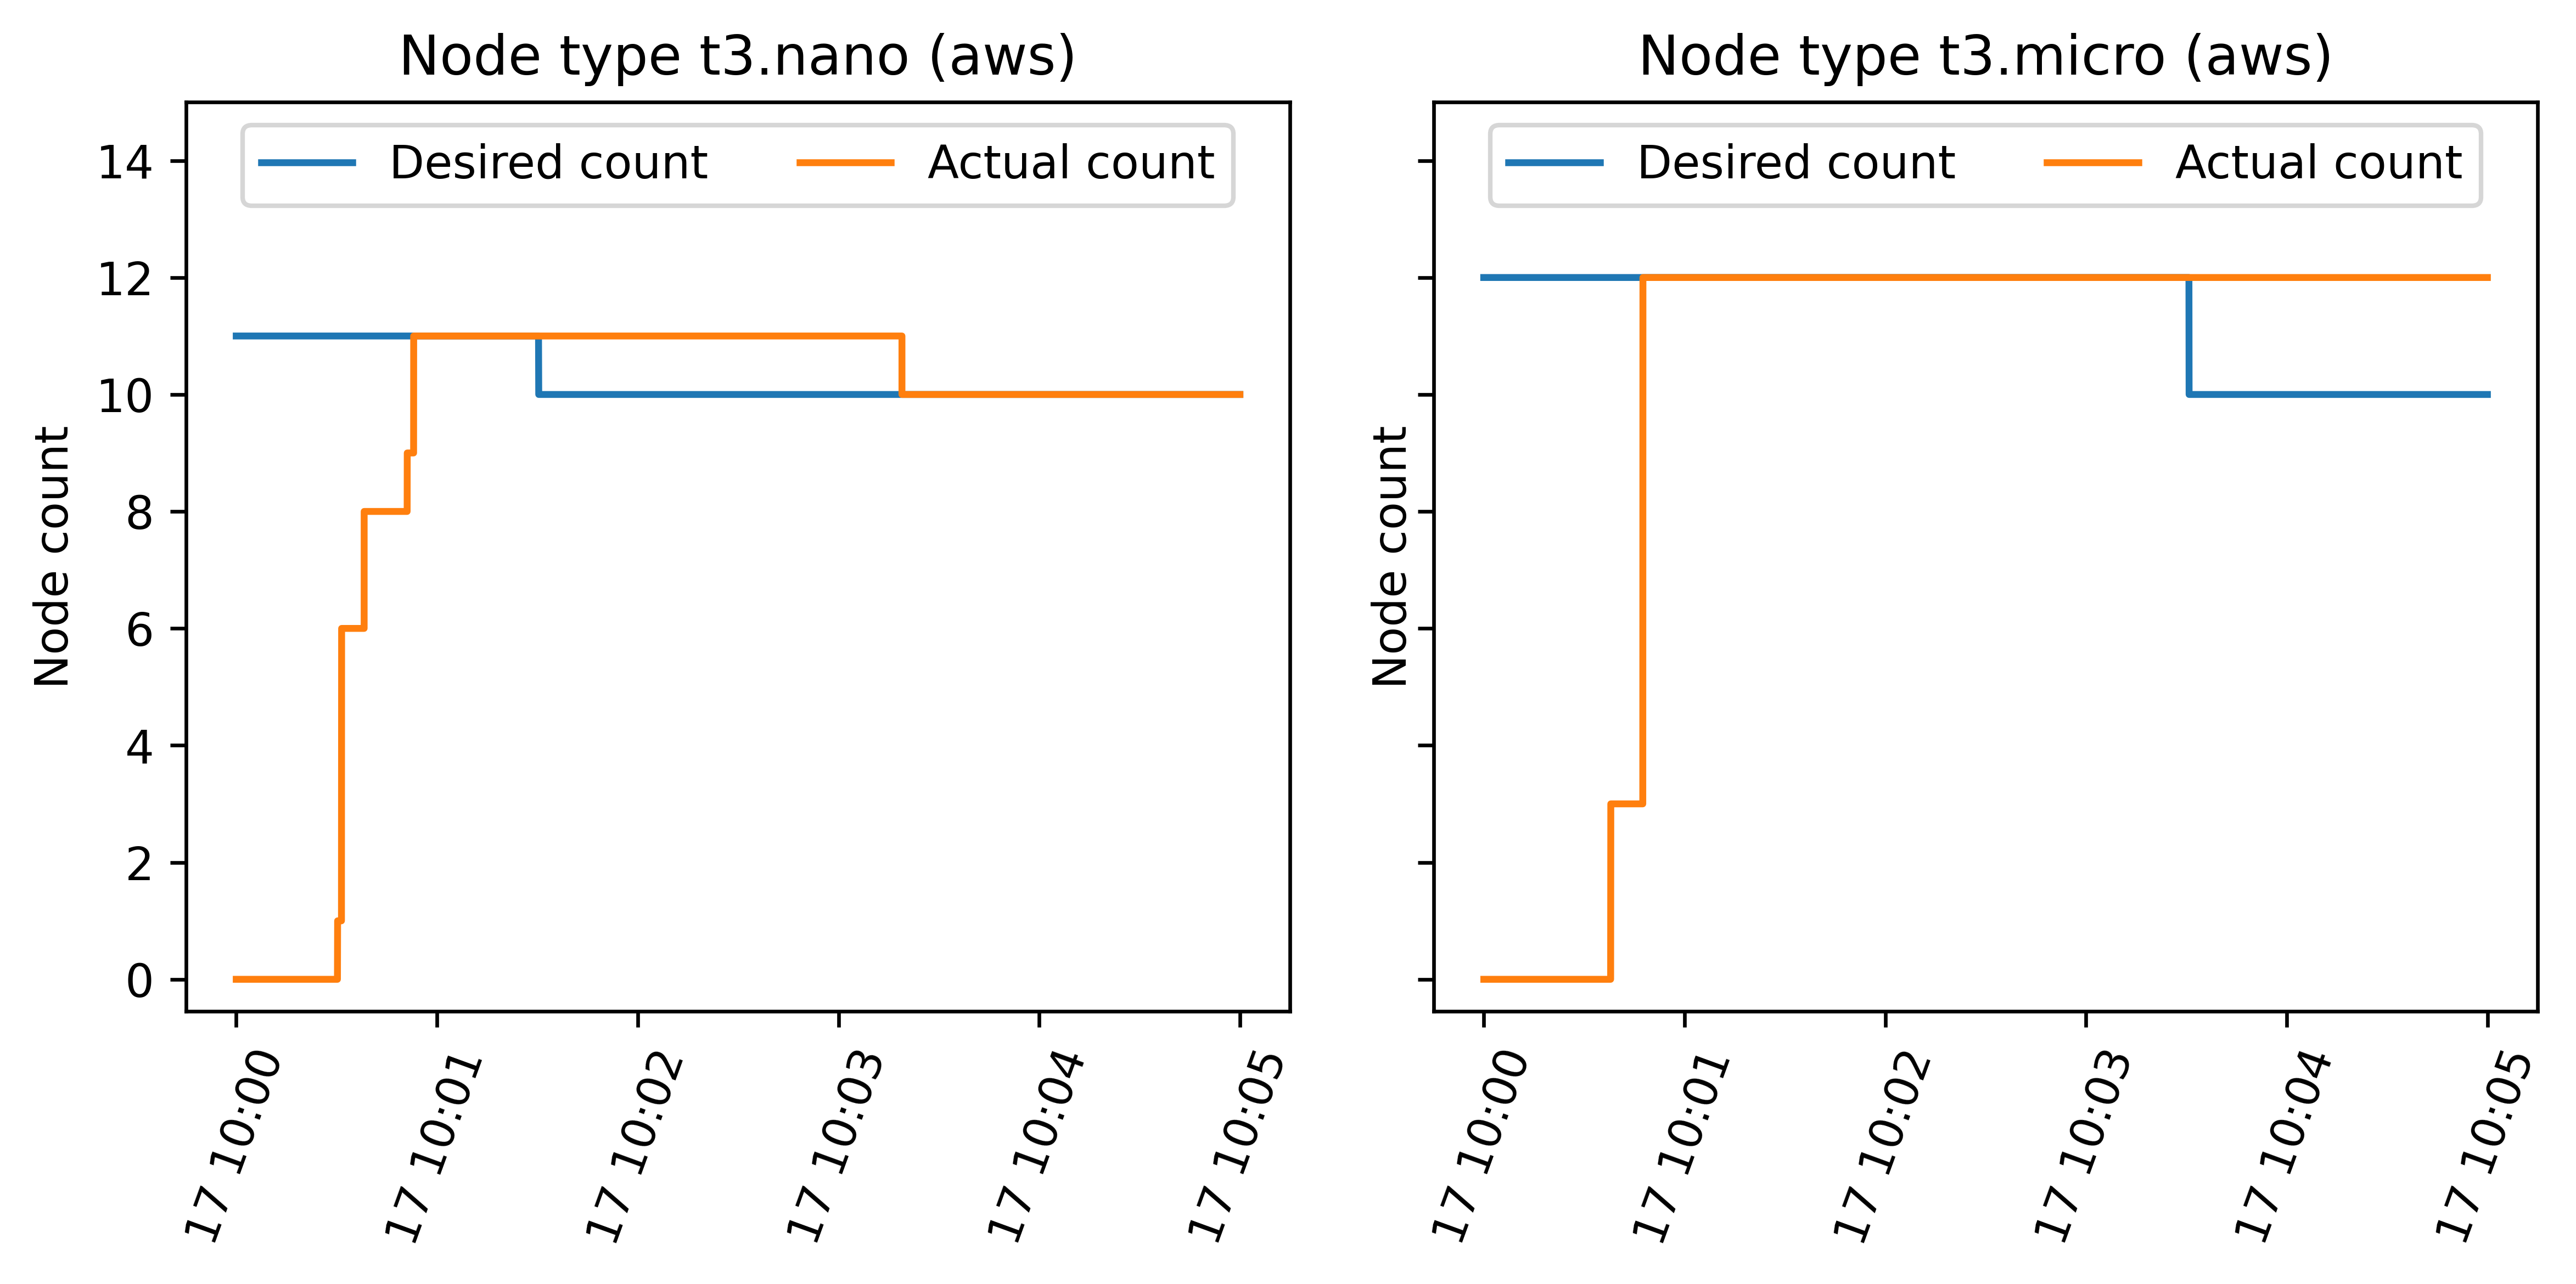 Node type t3.nano (aws)
Desired count
Actual count
Node count
14
12
10
8
6
4
2
0
17 10:00
17 10:01
17 10:02
17 10:03
17 10:04
17 10:05
Node type t3.micro (aws)
Desired count
Actual count
Node count
17 10:00
17 10:01
17 10:02
17 10:03
17 10:04
17 10:05